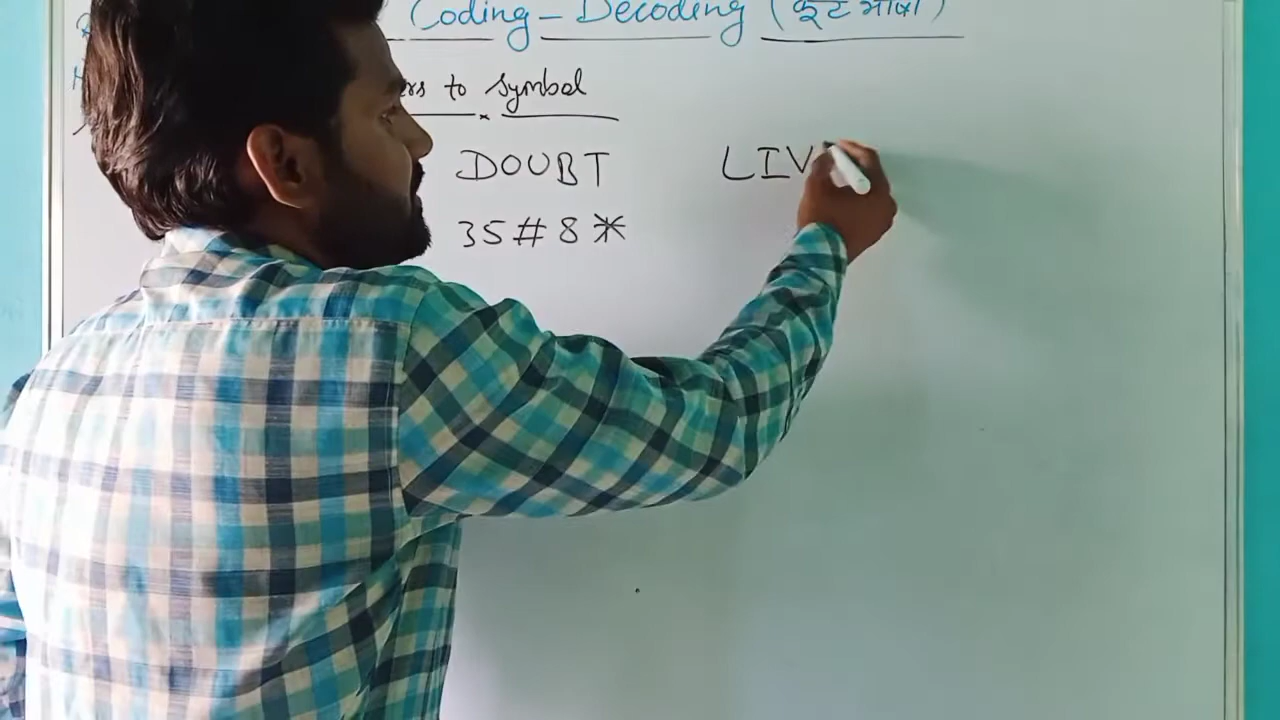 Coding - Decoding (कूट भाषा)
to Symbol
DOUBT LIV
35#8*